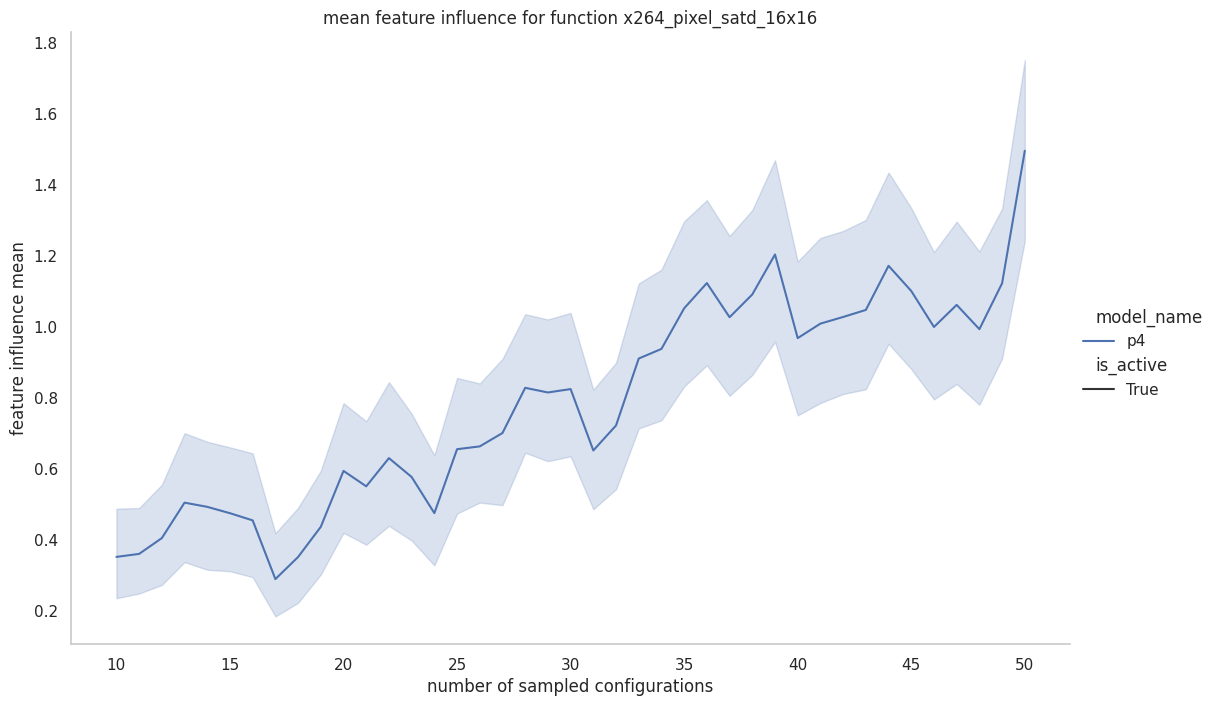 mean feature influence for function x264_pixel_satd_16x16
1.8
1.6
1.4
1.2
1.0
0.8
0.6
0.4
0.2
feature influence mean
10 15 20 25 30 35 40 45 50
number of sampled configurations
model_name
p4
is_active
True